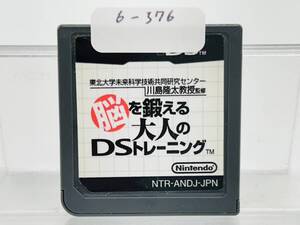 6-376
TM
東北大学未来科学技術共同研究センター
川島隆太教授監修
脳を鍛える
大人の
DSトレーニング™
Nintendo
NTR-ANDJ-JPN